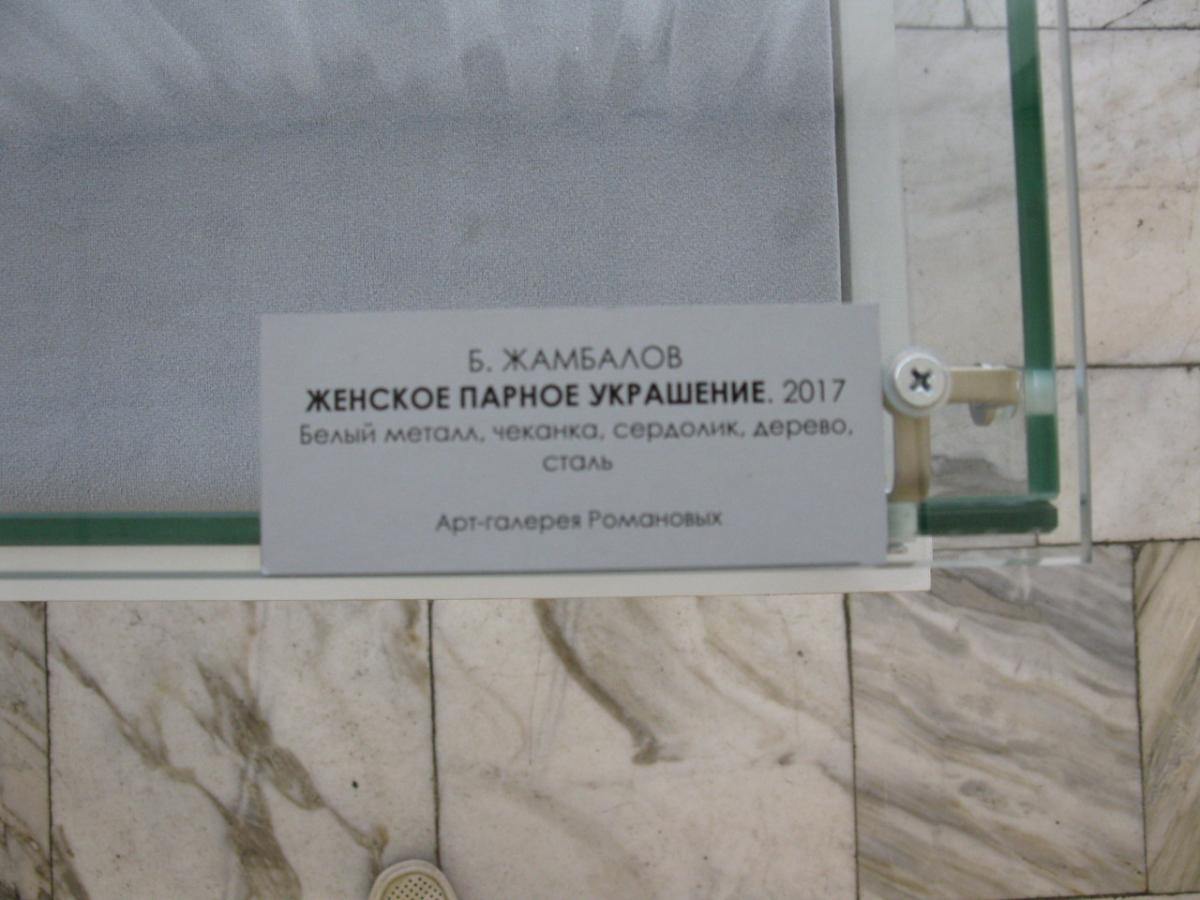 Б. ЖАМБАЛОВ
ЖЕНСКОЕ ПАРНОЕ УКРАШЕНИЕ. 2017
Белый металл, чеканка, сердолик, дерево,
сталь
Арт-галерея Романовых